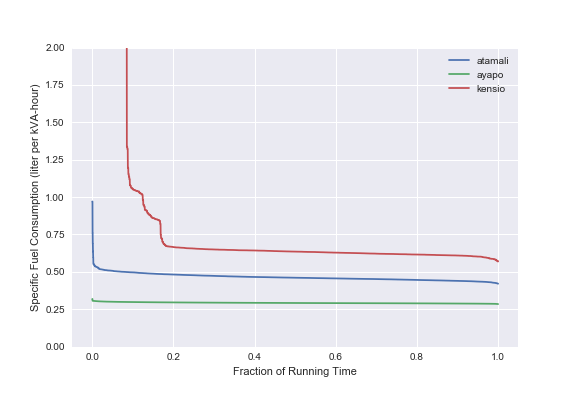 2.00
1.75
1.50
1.25
1.00
0.75
0.50
0.25
0.00
Specific Fuel Consumption (liter per kVA-hour)
atamali
ayapo
kensio
0.0 0.2 0.4 0.6 0.8 1.0
Fraction of Running Time